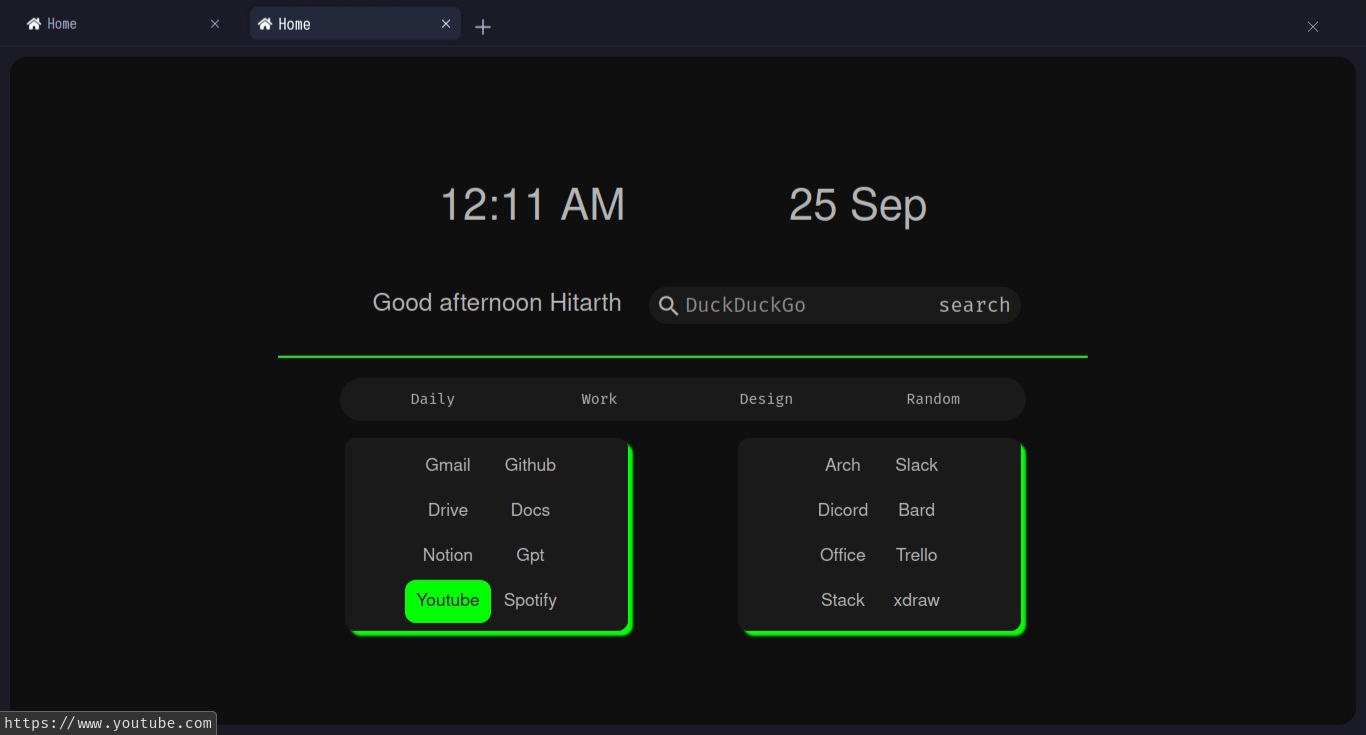 Home
Home
12:11 AM 25 Sep
Good afternoon Hitarth DuckDuckGo search
Daily Work Design Random
Gmail Github Arch Slack
Drive Docs Dicord Bard
Notion Gpt Office Trello
Youtube Spotify Stack xdraw
https://www.youtube.com